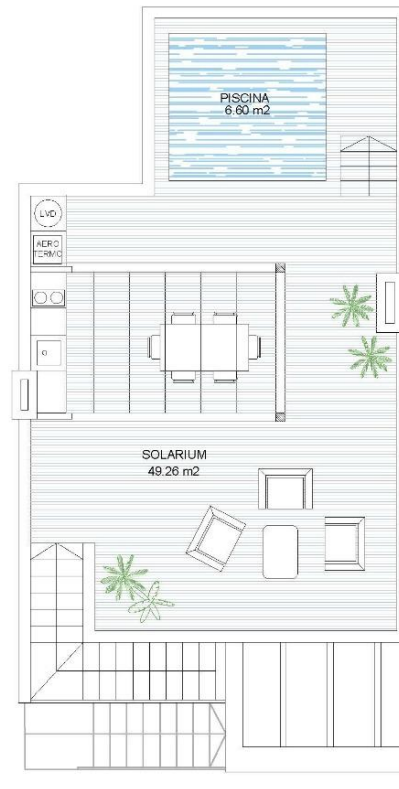 PISCINA
6.60 m2
LVD
AERO
TERMO
SOLARIUM
49.26 m2